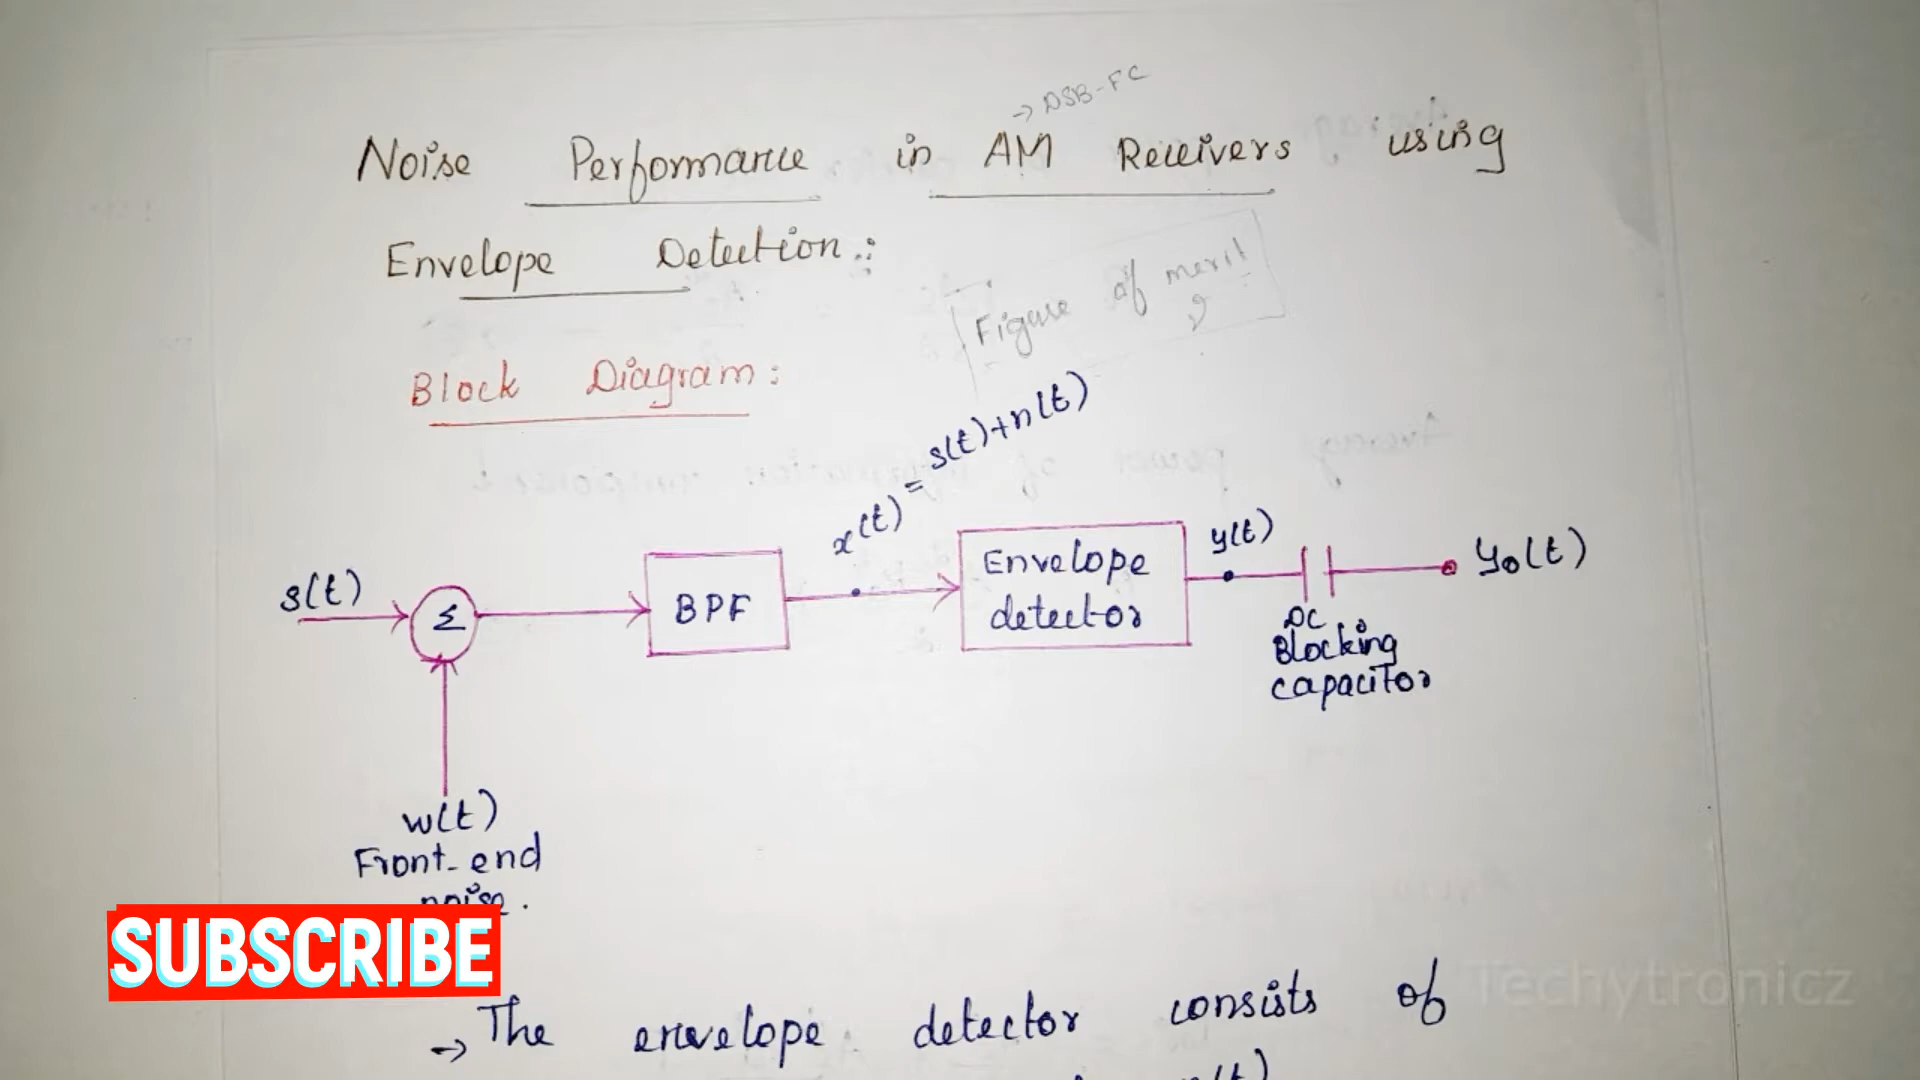 → DSB-FC
Noise Performance in AM Receivers using
Envelope Detection :
Figure of merit
Block Diagram :
x(t) = s(t)+n(t)
s(t)
Σ
BPF
Envelope
detector
y(t)
DC
Blocking
capacitor
y₀(t)
w(t)
Front-end
noise.
SUBSCRIBE
→ The envelope detector consists of
Techytronicz